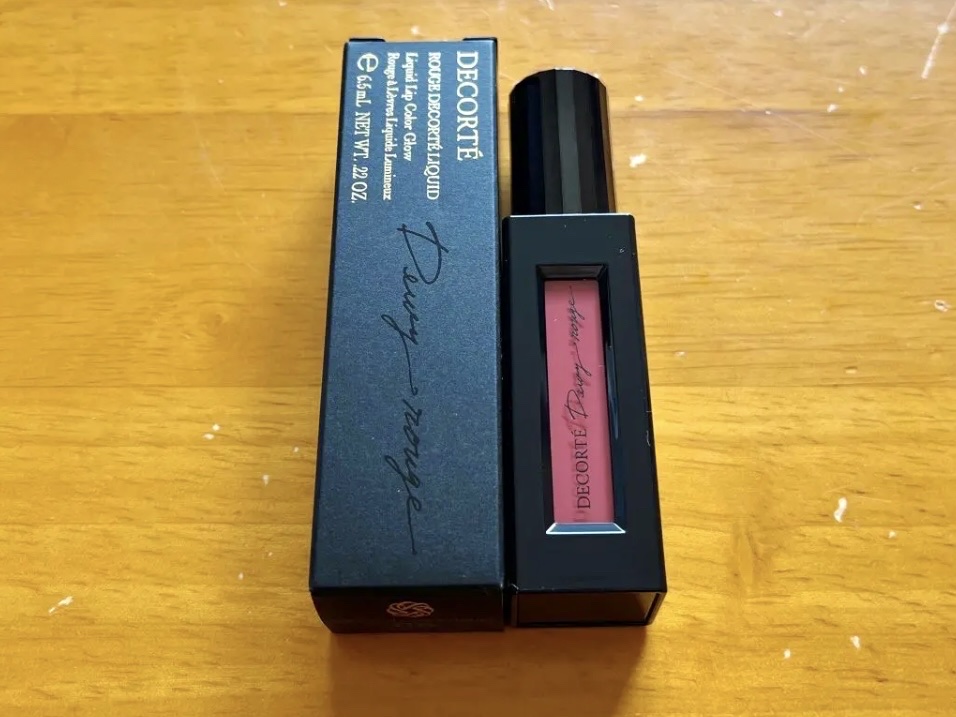 DECORTÉ
ROUGE DECORTÉ LIQUID
Liquid Lip Color Glow
Rouge à Lèvres Liquide Lumineux
℮ 6.5 mL NET WT. .22 OZ.
Dewy rouge
DECORTÉ Dewy rouge